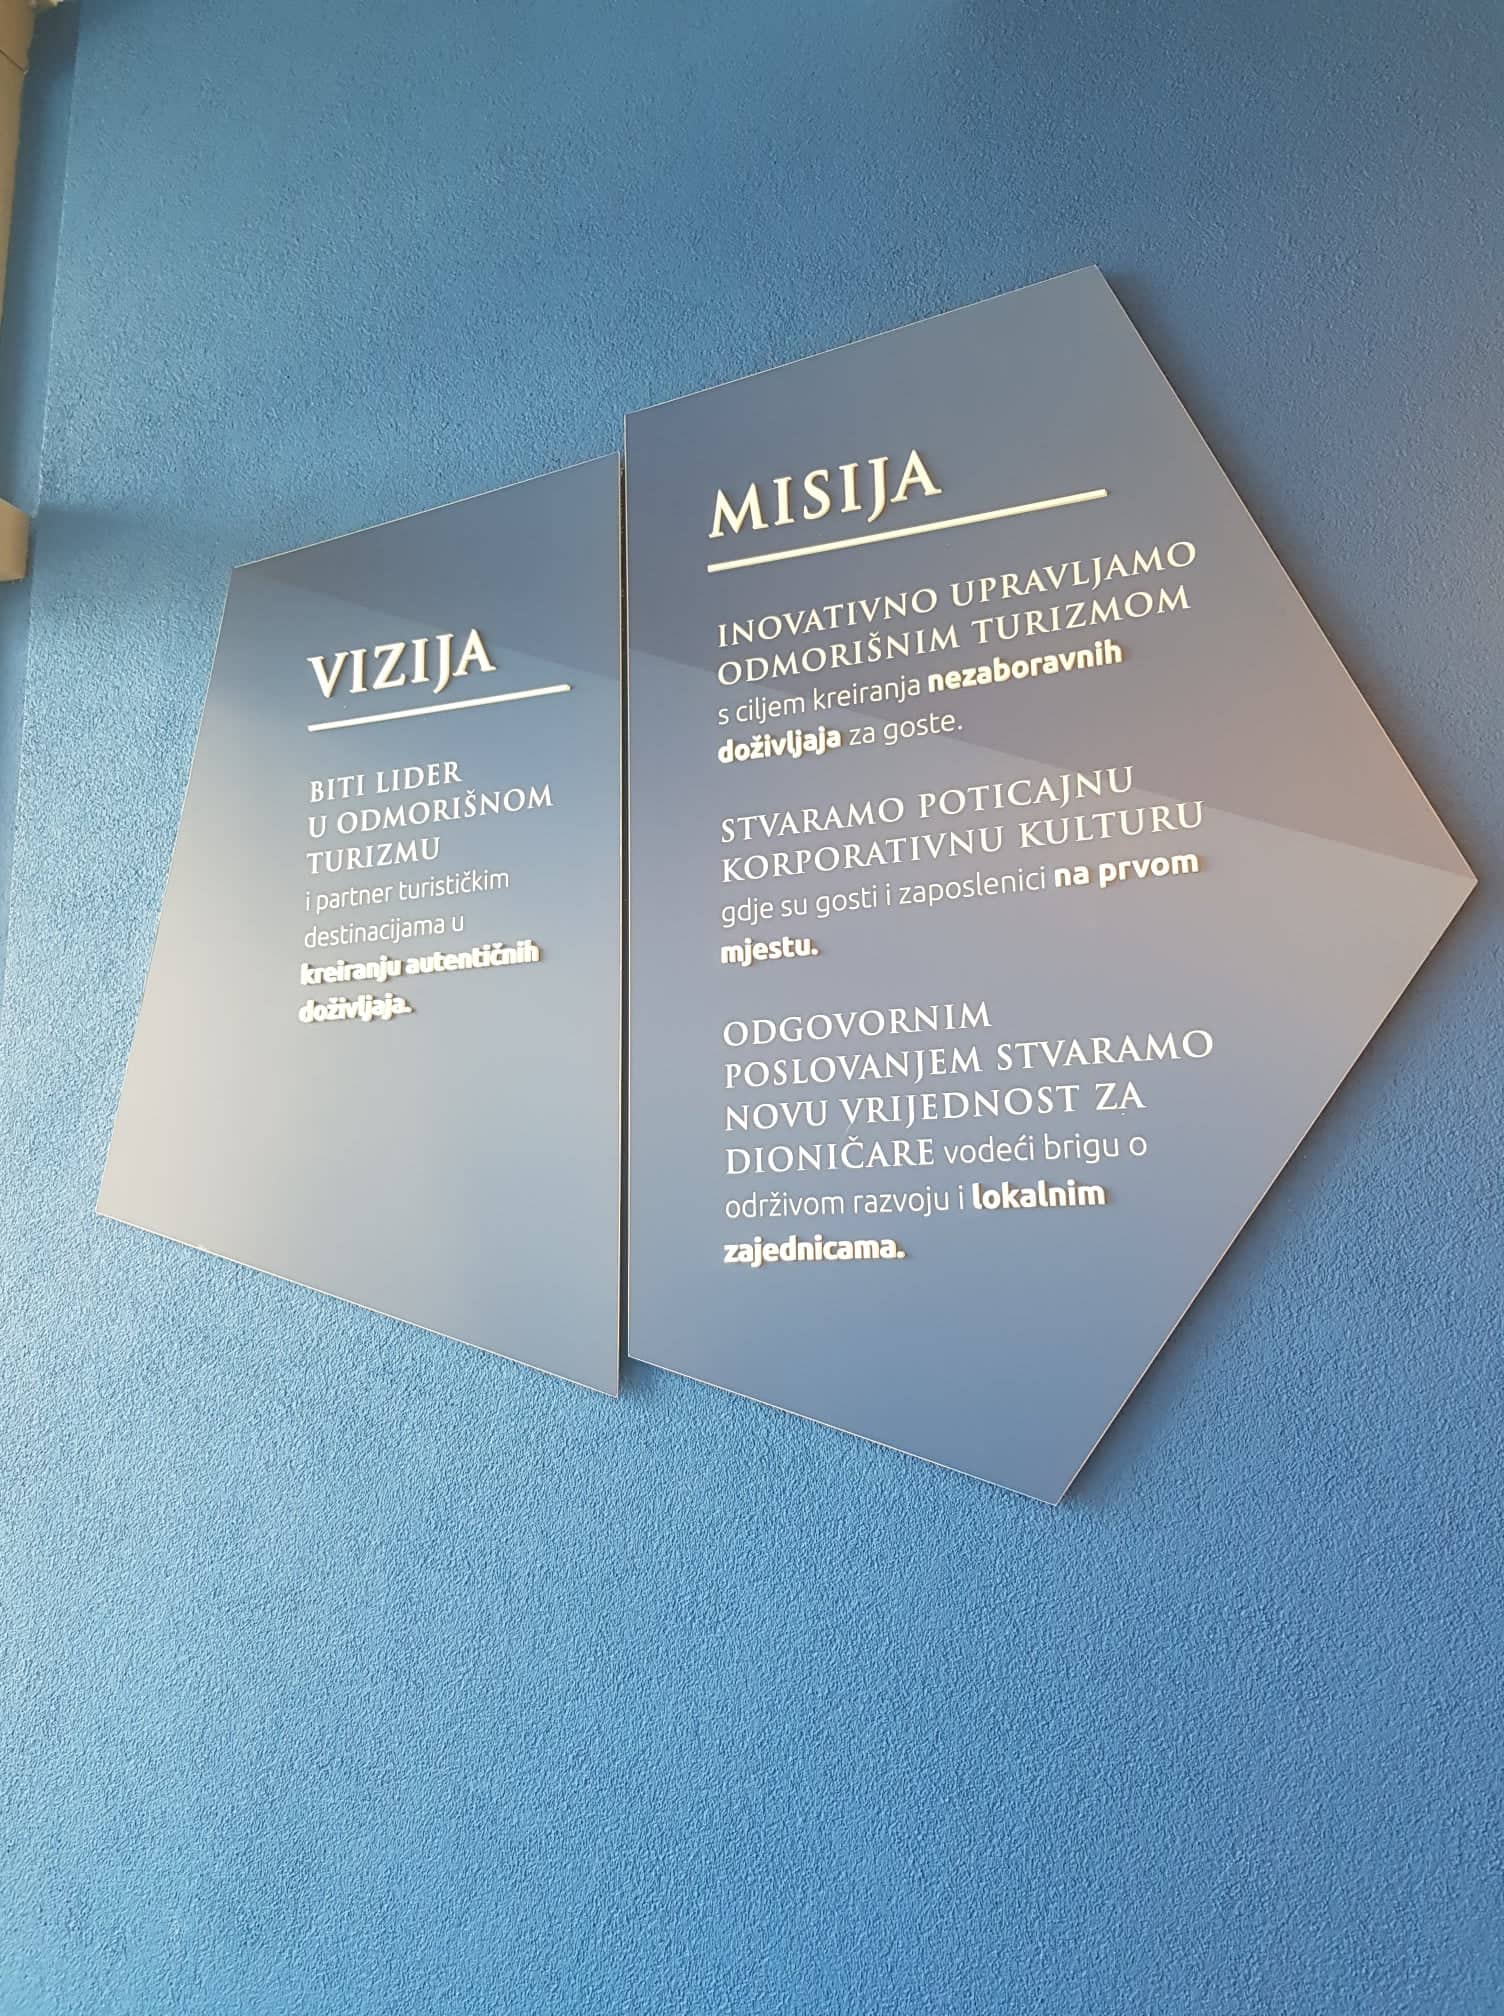 VIZIJA
BITI LIDER
U ODMORIŠNOM
TURIZMU
i partner turističkim
destinacijama u
kreiranju autentičnih
doživljaja.
MISIJA
INOVATIVNO UPRAVLJAMO
ODMORIŠNIM TURIZMOM
s ciljem kreiranja nezaboravnih
doživljaja za goste.
STVARAMO POTICAJNU
KORPORATIVNU KULTURU
gdje su gosti i zaposlenici na prvom
mjestu.
ODGOVORNIM
POSLOVANJEM STVARAMO
NOVU VRIJEDNOST ZA
DIONIČARE vodeći brigu o
održivom razvoju i lokalnim
zajednicama.